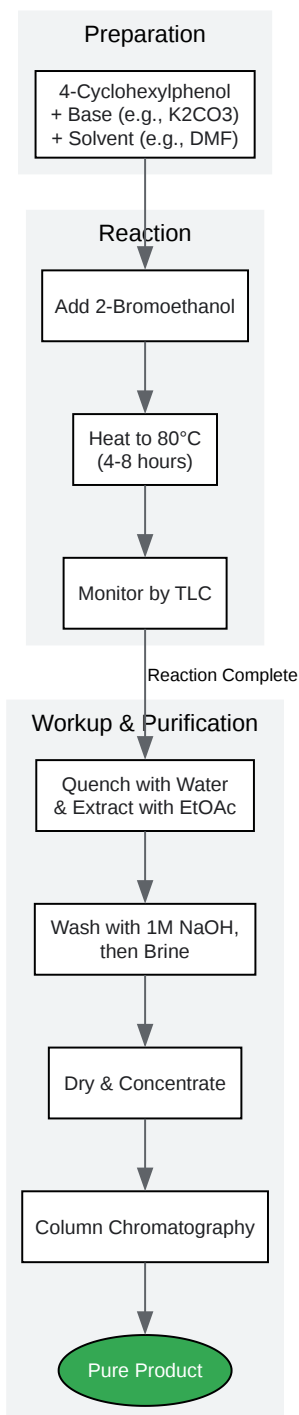 Preparation
4-Cyclohexylphenol
+ Base (e.g., K2CO3)
+ Solvent (e.g., DMF)
Reaction
Add 2-Bromoethanol
Heat to 80°C
(4-8 hours)
Monitor by TLC
Reaction Complete
Workup & Purification
Quench with Water
& Extract with EtOAc
Wash with 1M NaOH,
then Brine
Dry & Concentrate
Column Chromatography
Pure Product